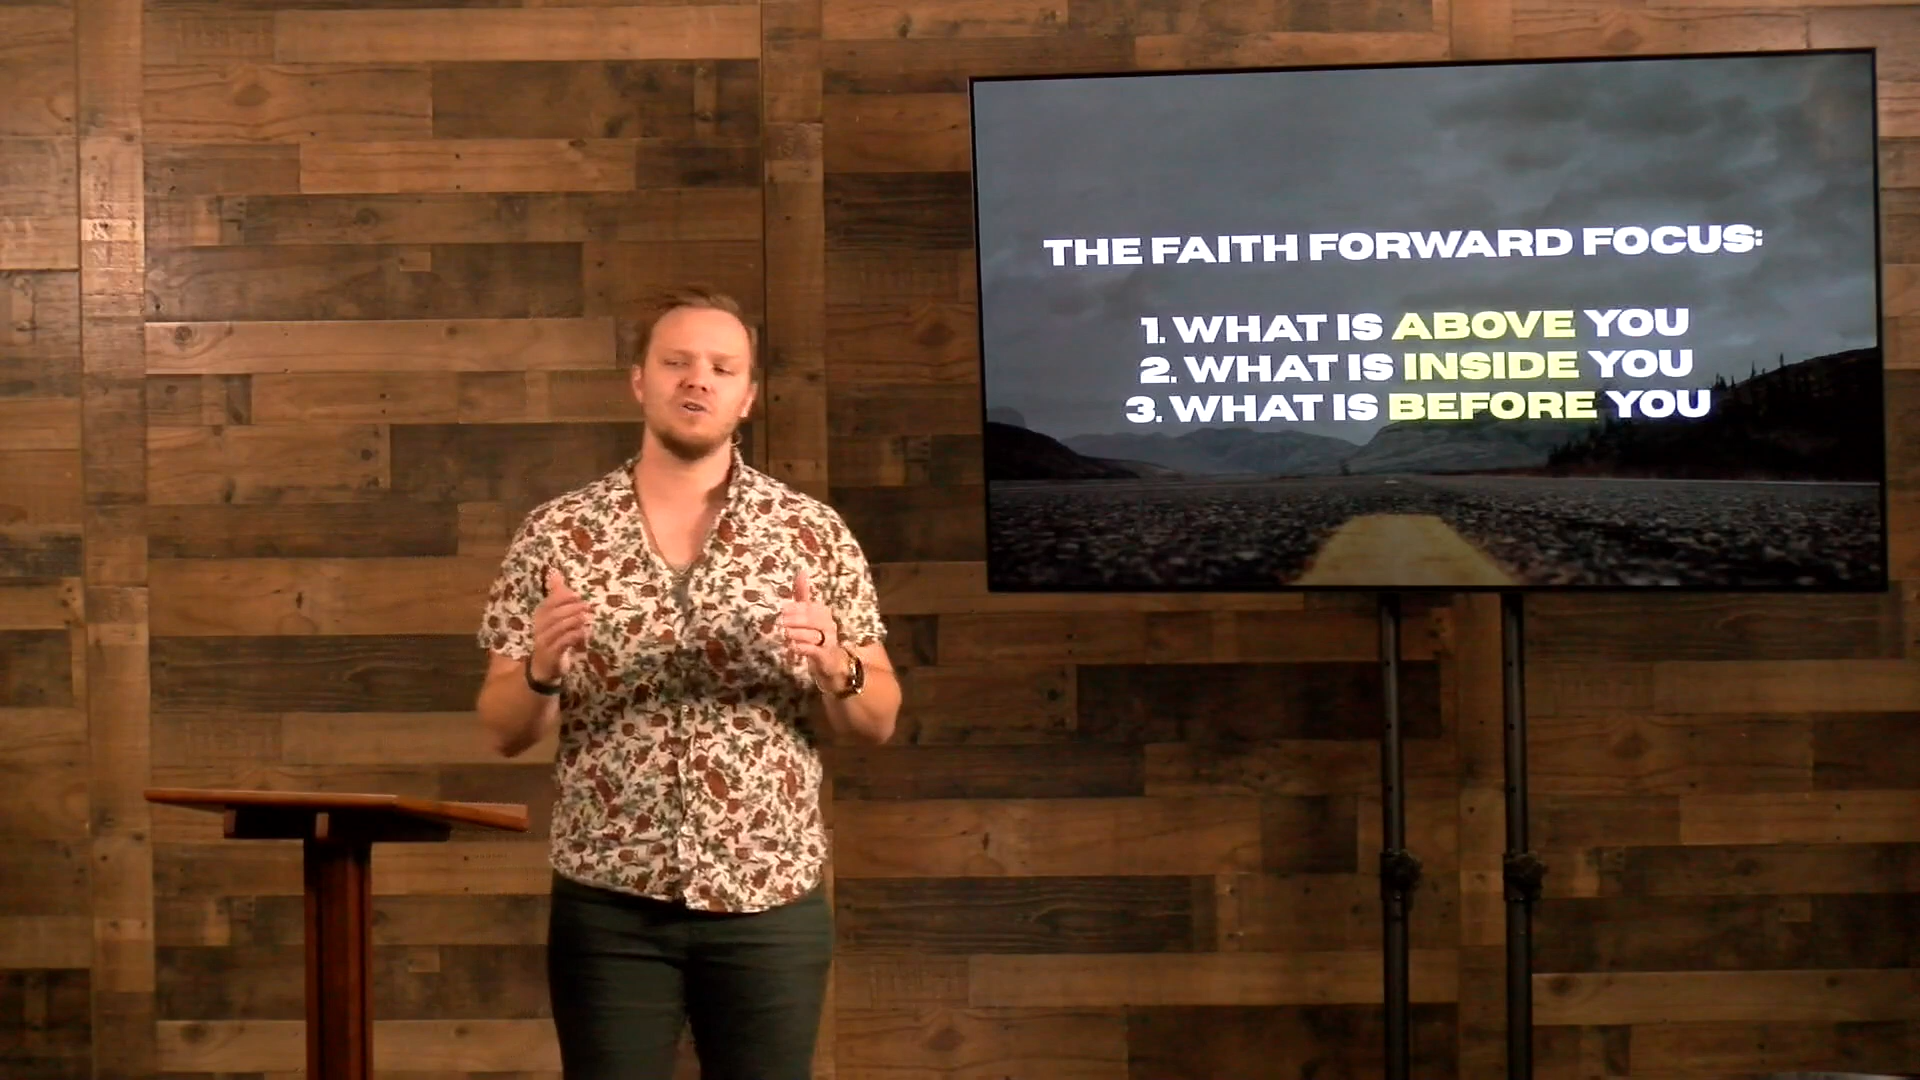 THE FAITH FORWARD FOCUS:
1. WHAT IS ABOVE YOU
2. WHAT IS INSIDE YOU
3. WHAT IS BEFORE YOU